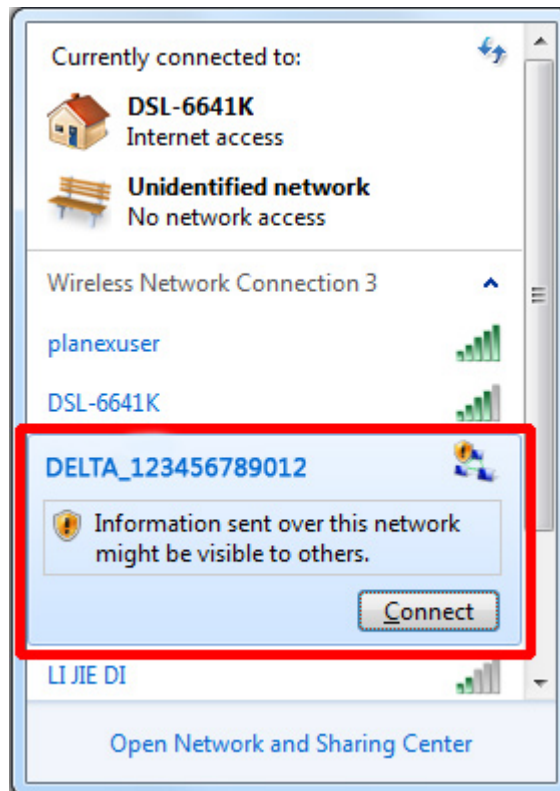 Currently connected to:
DSL-6641K
Internet access
Unidentified network
No network access
Wireless Network Connection 3
planexuser
DSL-6641K
DELTA_123456789012
Information sent over this network
might be visible to others.
Connect
LI JIE DI
Open Network and Sharing Center